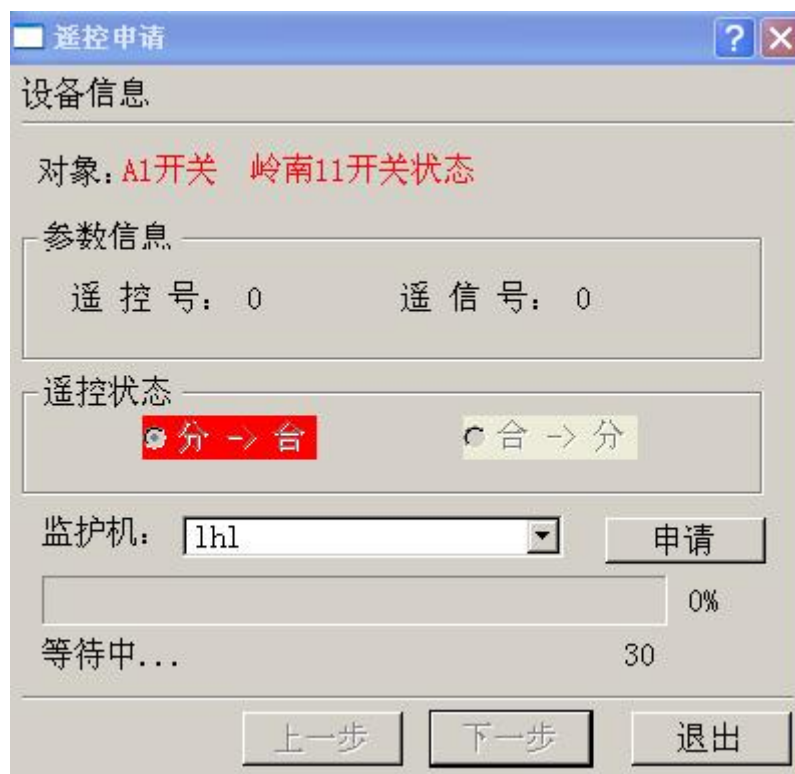 遥控申请
设备信息
对象:A1开关 岭南11开关状态
参数信息
遥 控 号: 0 遥 信 号: 0
遥控状态
分 -> 合 合 -> 分
监护机: lhl 申请
0%
等待中... 30
上一步 下一步 退出